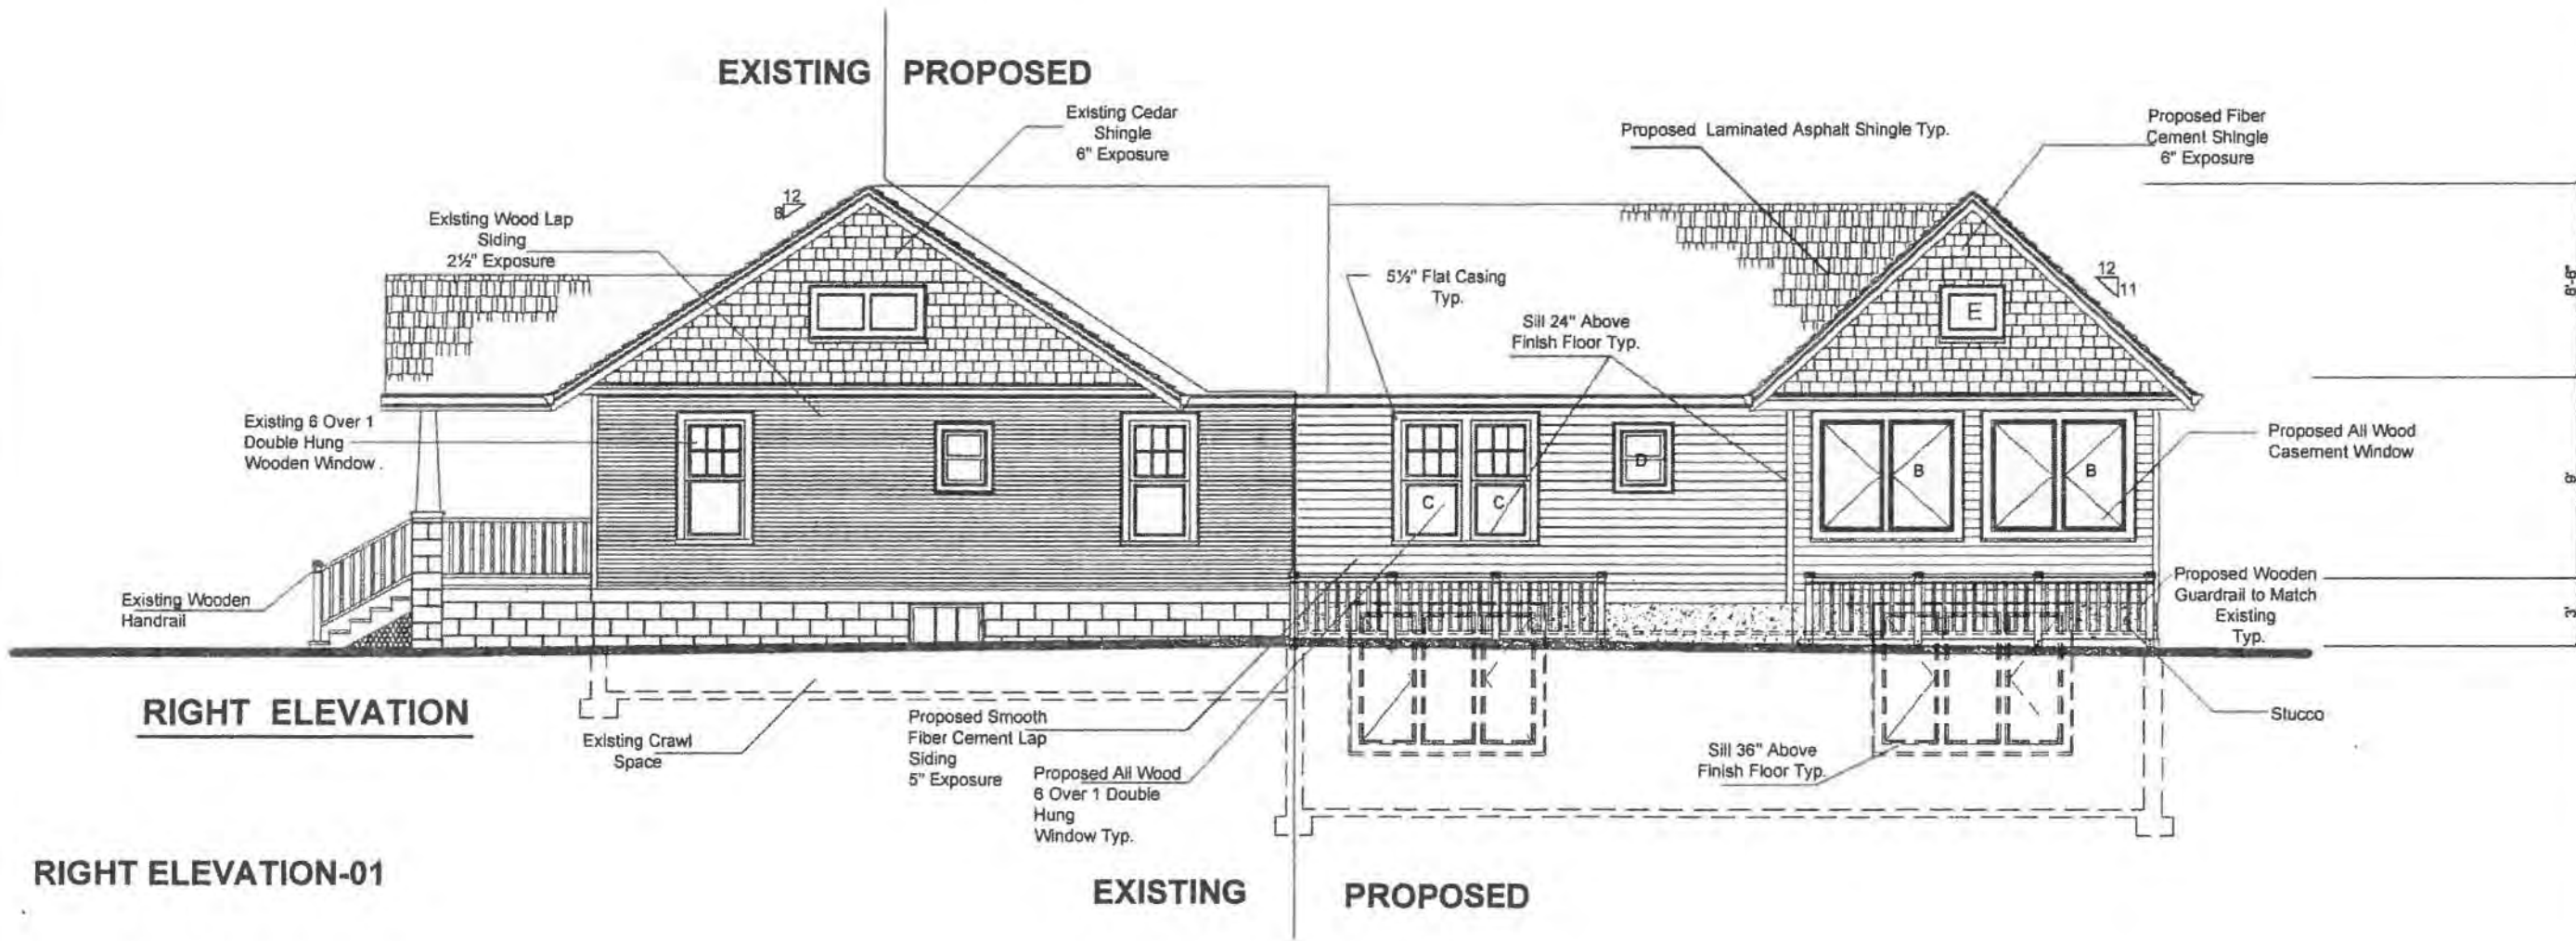 EXISTING PROPOSED
Existing Cedar
Shingle
6" Exposure
Proposed Laminated Asphalt Shingle Typ.
Proposed Fiber
Cement Shingle
6" Exposure
12
8
Existing Wood Lap
Siding
2½" Exposure
5½" Flat Casing
Typ.
Sill 24" Above
Finish Floor Typ.
12
11
8'-6"
E
Existing 6 Over 1
Double Hung
Wooden Window.
Proposed All Wood
Casement Window
C
C
D
B
B
9'
Existing Wooden
Handrail
Proposed Wooden
Guardrail to Match
Existing
Typ.
3'
RIGHT ELEVATION
Existing Crawl
Space
Proposed Smooth
Fiber Cement Lap
Siding
5" Exposure
Proposed All Wood
6 Over 1 Double
Hung
Window Typ.
Sill 36" Above
Finish Floor Typ.
Stucco
RIGHT ELEVATION-01
EXISTING PROPOSED